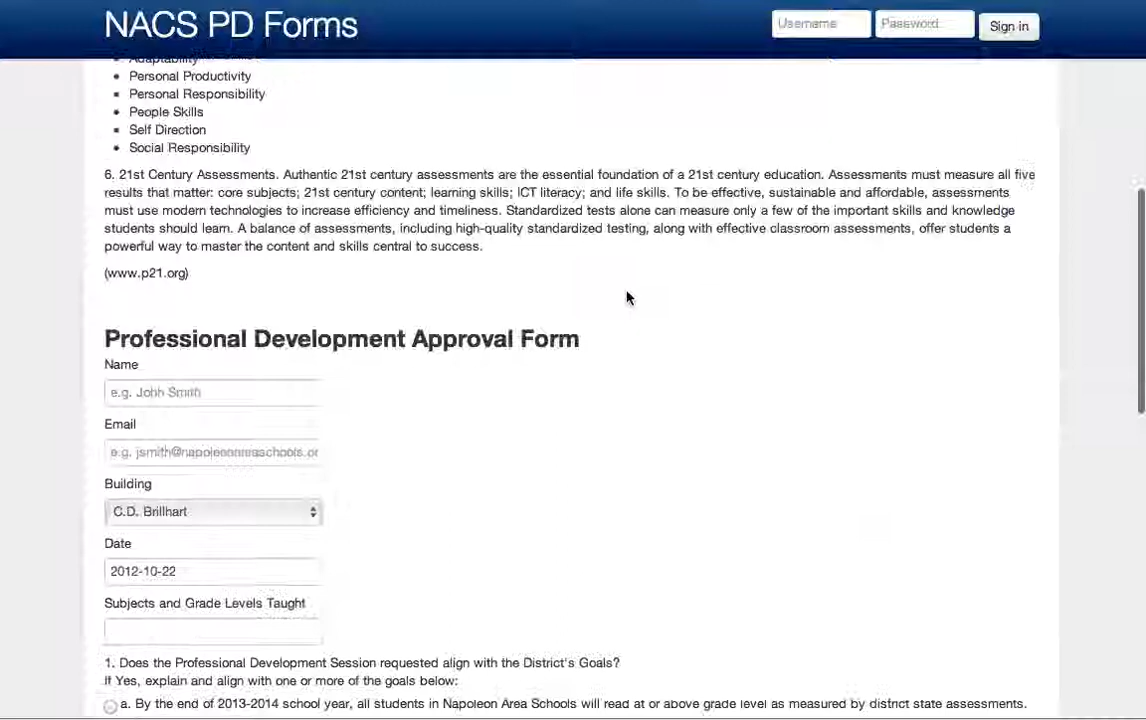 NACS PD Forms
Username
Password
Sign in
Adaptability
• Personal Productivity
• Personal Responsibility
• People Skills
• Self Direction
• Social Responsibility
6. 21st Century Assessments. Authentic 21st century assessments are the essential foundation of a 21st century education. Assessments must measure all five
results that matter: core subjects; 21st century content; learning skills; ICT literacy; and life skills. To be effective, sustainable and affordable, assessments
must use modern technologies to increase efficiency and timeliness. Standardized tests alone can measure only a few of the important skills and knowledge
students should learn. A balance of assessments, including high-quality standardized testing, along with effective classroom assessments, offer students a
powerful way to master the content and skills central to success.
(www.p21.org)
Professional Development Approval Form
Name
e.g. John Smith
Email
e.g. jsmith@napoleonareaschools.or
Building
C.D. Brillhart
Date
2012-10-22
Subjects and Grade Levels Taught
1. Does the Professional Development Session requested align with the District's Goals?
If Yes, explain and align with one or more of the goals below:
a. By the end of 2013-2014 school year, all students in Napoleon Area Schools will read at or above grade level as measured by district state assessments.